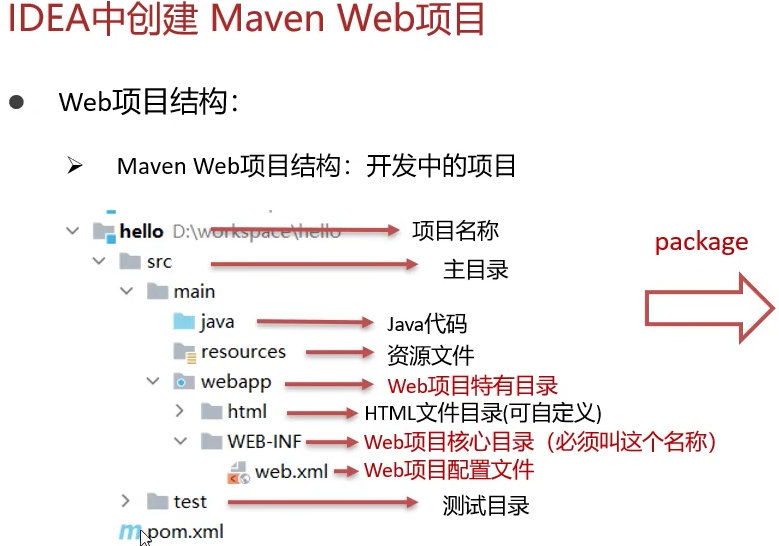 IDEA中创建 Maven Web项目
● Web项目结构：
➢ Maven Web项目结构：开发中的项目
hello D:\workspace\hello 项目名称
package
src 主目录
main
java Java代码
resources 资源文件
webapp Web项目特有目录
html HTML文件目录(可自定义)
WEB-INF Web项目核心目录（必须叫这个名称）
web.xml Web项目配置文件
test 测试目录
m pom.xml